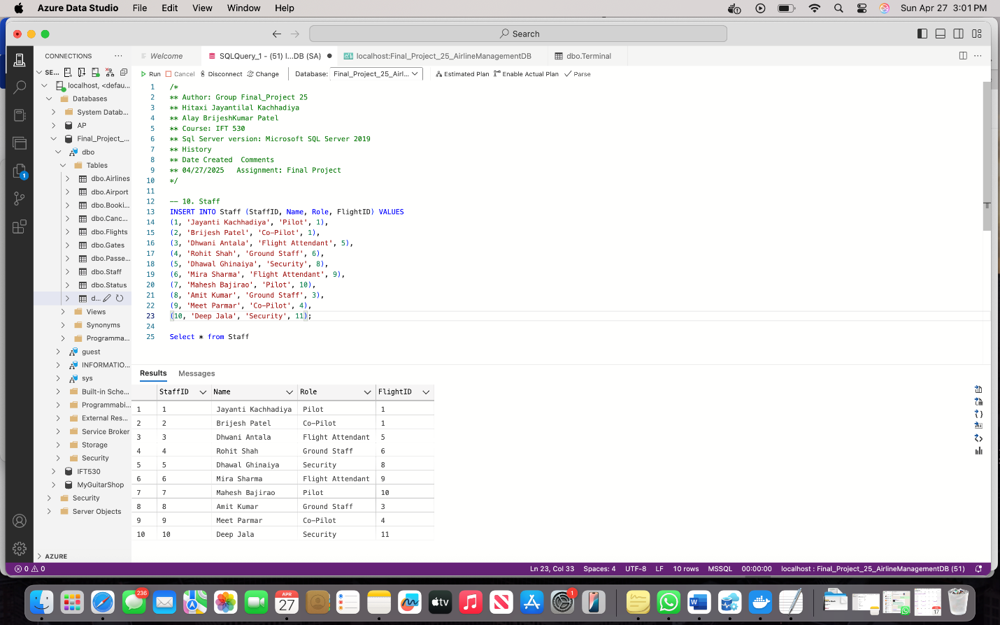 Azure Data Studio File Edit View Window Help
Sun Apr 27 3:01 PM
Search
CONNECTIONS
Welcome
SQLQuery_1 - (51) l...DB (SA)
localhost:Final_Project_25_AirlineManagementDB
dbo.Terminal
SE...
Run Cancel Disconnect Change Database: Final_Project_25_Airl... Estimated Plan Enable Actual Plan Parse
localhost, <defau...
Databases
System Datab...
AP
Final_Project_...
dbo
Tables
dbo.Airlines
dbo.Airport
dbo.Booki...
dbo.Canc...
dbo.Flights
dbo.Gates
dbo.Passe...
dbo.Staff
dbo.Status
d...
Views
Synonyms
Programma...
guest
INFORMATIO...
sys
Built-in Sche...
Programmabi...
External Res...
Service Broker
Storage
Security
IFT530
MyGuitarShop
Security
Server Objects
AZURE
1 /*
2 ** Author: Group Final_Project 25
3 ** Hitaxi Jayantilal Kachhadiya
4 ** Alay BrijeshKumar Patel
5 ** Course: IFT 530
6 ** Sql Server version: Microsoft SQL Server 2019
7 ** History
8 ** Date Created Comments
9 ** 04/27/2025 Assignment: Final Project
10 */
11
12 -- 10. Staff
13 INSERT INTO Staff (StaffID, Name, Role, FlightID) VALUES
14 (1, 'Jayanti Kachhadiya', 'Pilot', 1),
15 (2, 'Brijesh Patel', 'Co-Pilot', 1),
16 (3, 'Dhwani Antala', 'Flight Attendant', 5),
17 (4, 'Rohit Shah', 'Ground Staff', 6),
18 (5, 'Dhawal Ghinaiya', 'Security', 8),
19 (6, 'Mira Sharma', 'Flight Attendant', 9),
20 (7, 'Mahesh Bajirao', 'Pilot', 10),
21 (8, 'Amit Kumar', 'Ground Staff', 3),
22 (9, 'Meet Parmar', 'Co-Pilot', 4),
23 (10, 'Deep Jala', 'Security', 11);
24
25 Select * from Staff
Results Messages
StaffID Name Role FlightID
1 1 Jayanti Kachhadiya Pilot 1
2 2 Brijesh Patel Co-Pilot 1
3 3 Dhwani Antala Flight Attendant 5
4 4 Rohit Shah Ground Staff 6
5 5 Dhawal Ghinaiya Security 8
6 6 Mira Sharma Flight Attendant 9
7 7 Mahesh Bajirao Pilot 10
8 8 Amit Kumar Ground Staff 3
9 9 Meet Parmar Co-Pilot 4
10 10 Deep Jala Security 11
1
0 0
Ln 23, Col 33 Spaces: 4 UTF-8 LF 10 rows MSSQL 00:00:00 localhost : Final_Project_25_AirlineManagementDB (51)
236
APR
27
tv
1
W
17